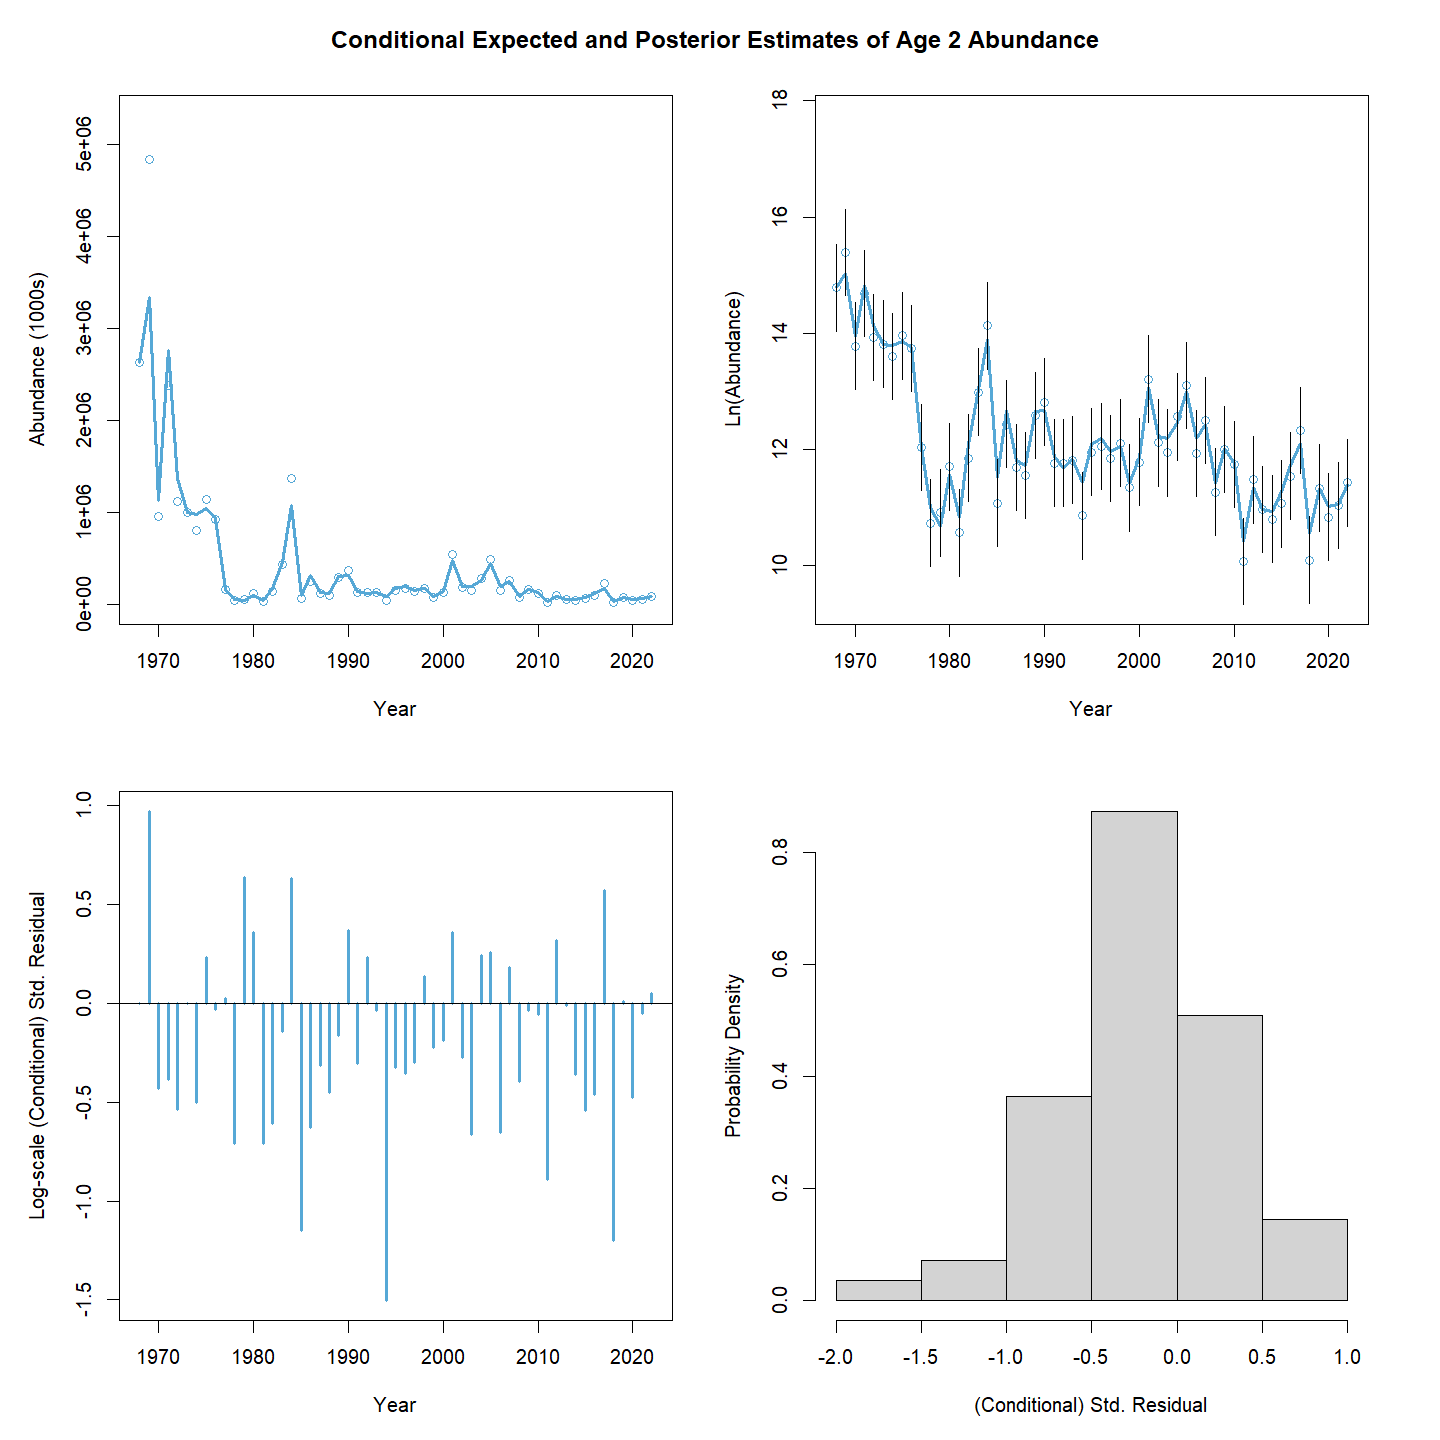 Conditional Expected and Posterior Estimates of Age 2 Abundance
Abundance (1000s)
5e+06
4e+06
3e+06
2e+06
1e+06
0e+00
1970 1980 1990 2000 2010 2020
Year
Ln(Abundance)
18
16
14
12
10
1970 1980 1990 2000 2010 2020
Year
Log-scale (Conditional) Std. Residual
1.0
0.5
0.0
-0.5
-1.0
-1.5
1970 1980 1990 2000 2010 2020
Year
Probability Density
0.8
0.6
0.4
0.2
0.0
-2.0 -1.5 -1.0 -0.5 0.0 0.5 1.0
(Conditional) Std. Residual